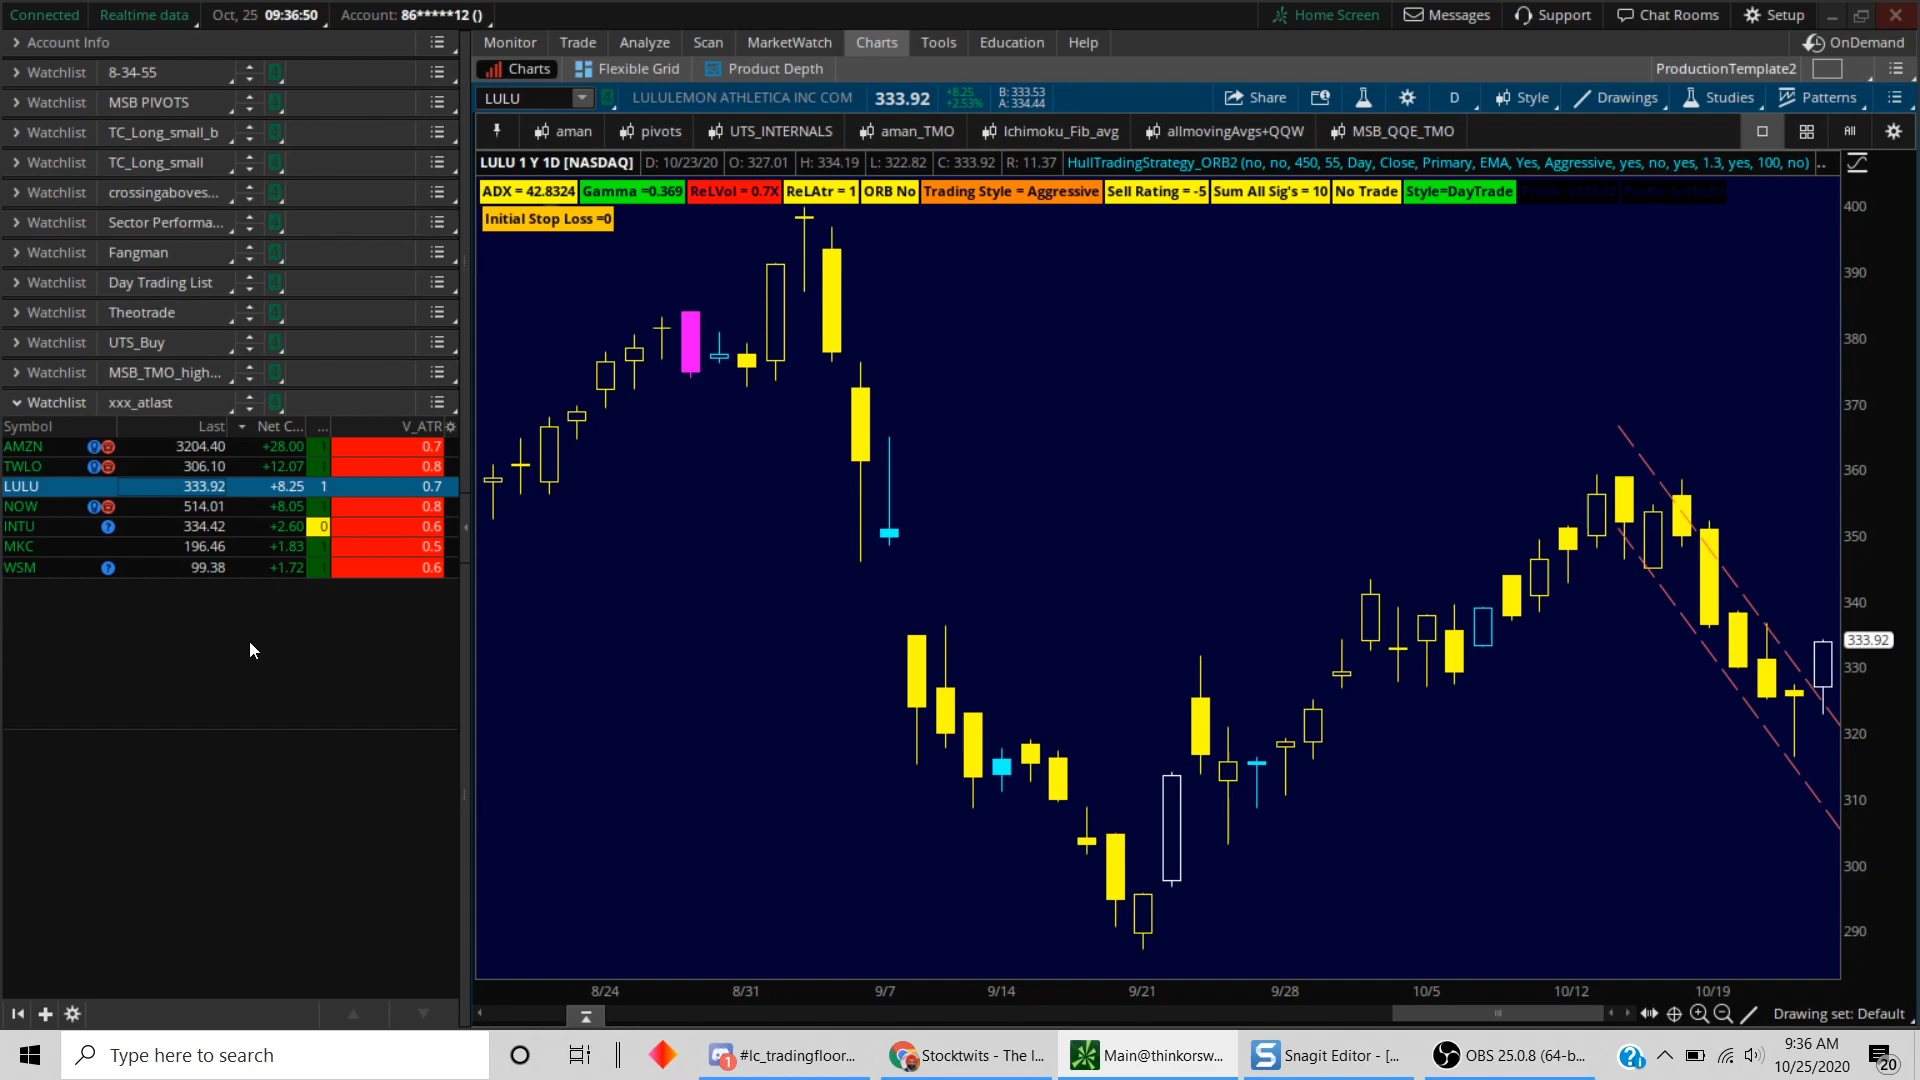 Connected Realtime data Oct, 25 09:36:50 Account: 86*****12 () Home Screen Messages Support Chat Rooms Setup
Account Info Monitor Trade Analyze Scan MarketWatch Charts Tools Education Help OnDemand
Charts Flexible Grid Product Depth ProductionTemplate2
LULU LULULEMON ATHLETICA INC COM 333.92 +8.25 +2.53% B: 333.53 A: 334.44 Share D Style Drawings Studies Patterns
aman pivots UTS_INTERNALS aman_TMO Ichimoku_Fib_avg allmovingAvgs+QQW MSB_QQE_TMO All
LULU 1 Y 1D [NASDAQ] D: 10/23/20 O: 327.01 H: 334.19 L: 322.82 C: 333.92 R: 11.37 HullTradingStrategy_ORB2 (no, no, 450, 55, Day, Close, Primary, EMA, Yes, Aggressive, yes, no, yes, 1.3, yes, 100, no) ..
ADX = 42.8324 Gamma =0.369 ReLVol = 0.7X ReLAtr = 1 ORB No Trading Style = Aggressive Sell Rating = -5 Sum All Sig's = 10 No Trade Style=DayTrade
Initial Stop Loss =0
Watchlist 8-34-55
Watchlist MSB PIVOTS
Watchlist TC_Long_small_b
Watchlist TC_Long_small
Watchlist crossingaboves...
Watchlist Sector Performa...
Watchlist Fangman
Watchlist Day Trading List
Watchlist Theotrade
Watchlist UTS_Buy
Watchlist MSB_TMO_high...
Watchlist xxx_atlast
Symbol Last Net C... ... V_ATR
AMZN 3204.40 +28.00 1 0.7
TWLO 306.10 +12.07 1 0.8
LULU 333.92 +8.25 1 0.7
NOW 514.01 +8.05 1 0.8
INTU 334.42 +2.60 0 0.6
MKC 196.46 +1.83 1 0.5
WSM 99.38 +1.72 1 0.6
400
390
380
370
360
350
340
333.92
330
320
310
300
290
8/24 8/31 9/7 9/14 9/21 9/28 10/5 10/12 10/19
Drawing set: Default
Type here to search #lc_tradingfloor... Stocktwits - The l... Main@thinkorsw... Snagit Editor - [... OBS 25.0.8 (64-b... 9:36 AM
10/25/2020 20